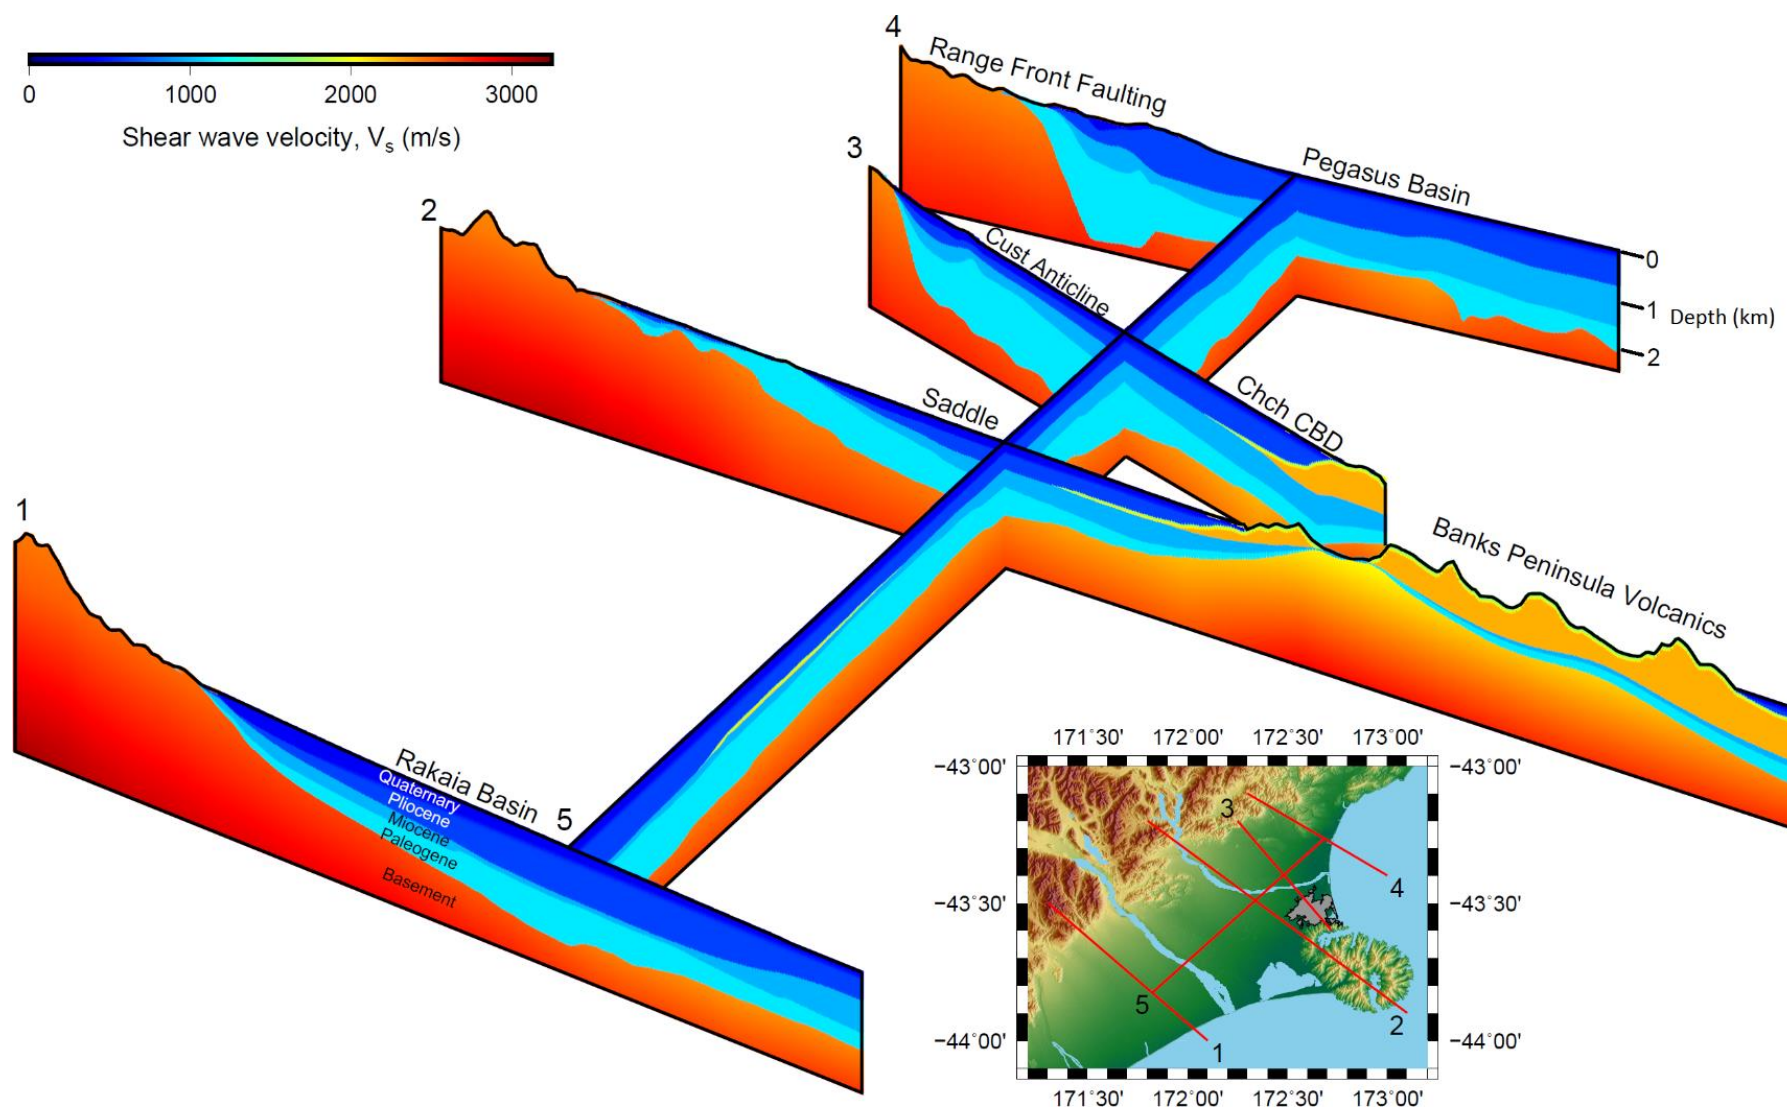 0 1000 2000 3000
Shear wave velocity, Vs (m/s)
4
Range Front Faulting
Pegasus Basin
3
Cust Anticline
0
1
2
Depth (km)
2
Saddle
Chch CBD
Banks Peninsula Volcanics
1
Rakaia Basin
Quaternary
Pliocene
Miocene
Paleogene
Basement
5
171°30' 172°00' 172°30' 173°00'
−43°00' −43°00'
3
4
−43°30' −43°30'
5
2
1
−44°00' −44°00'
171°30' 172°00' 172°30' 173°00'